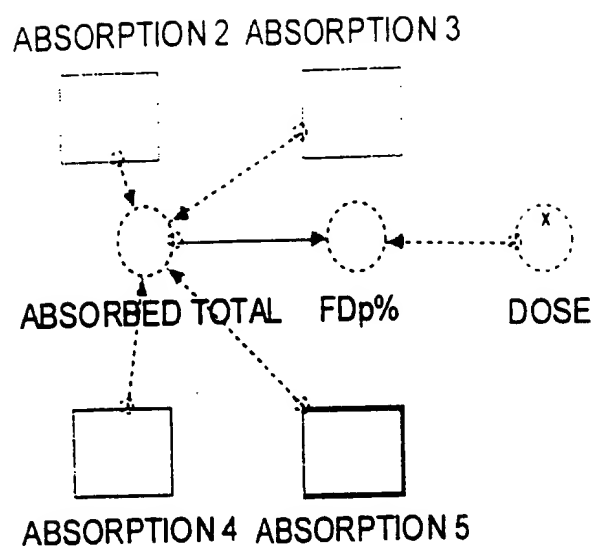 ABSORPTION 2 ABSORPTION 3
x
ABSORBED TOTAL FDp% DOSE
ABSORPTION 4 ABSORPTION 5